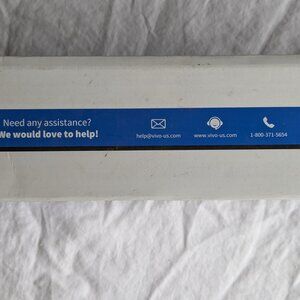 Need any assistance?
We would love to help!
help@vivo-us.com
www.vivo-us.com
1-800-371-5654